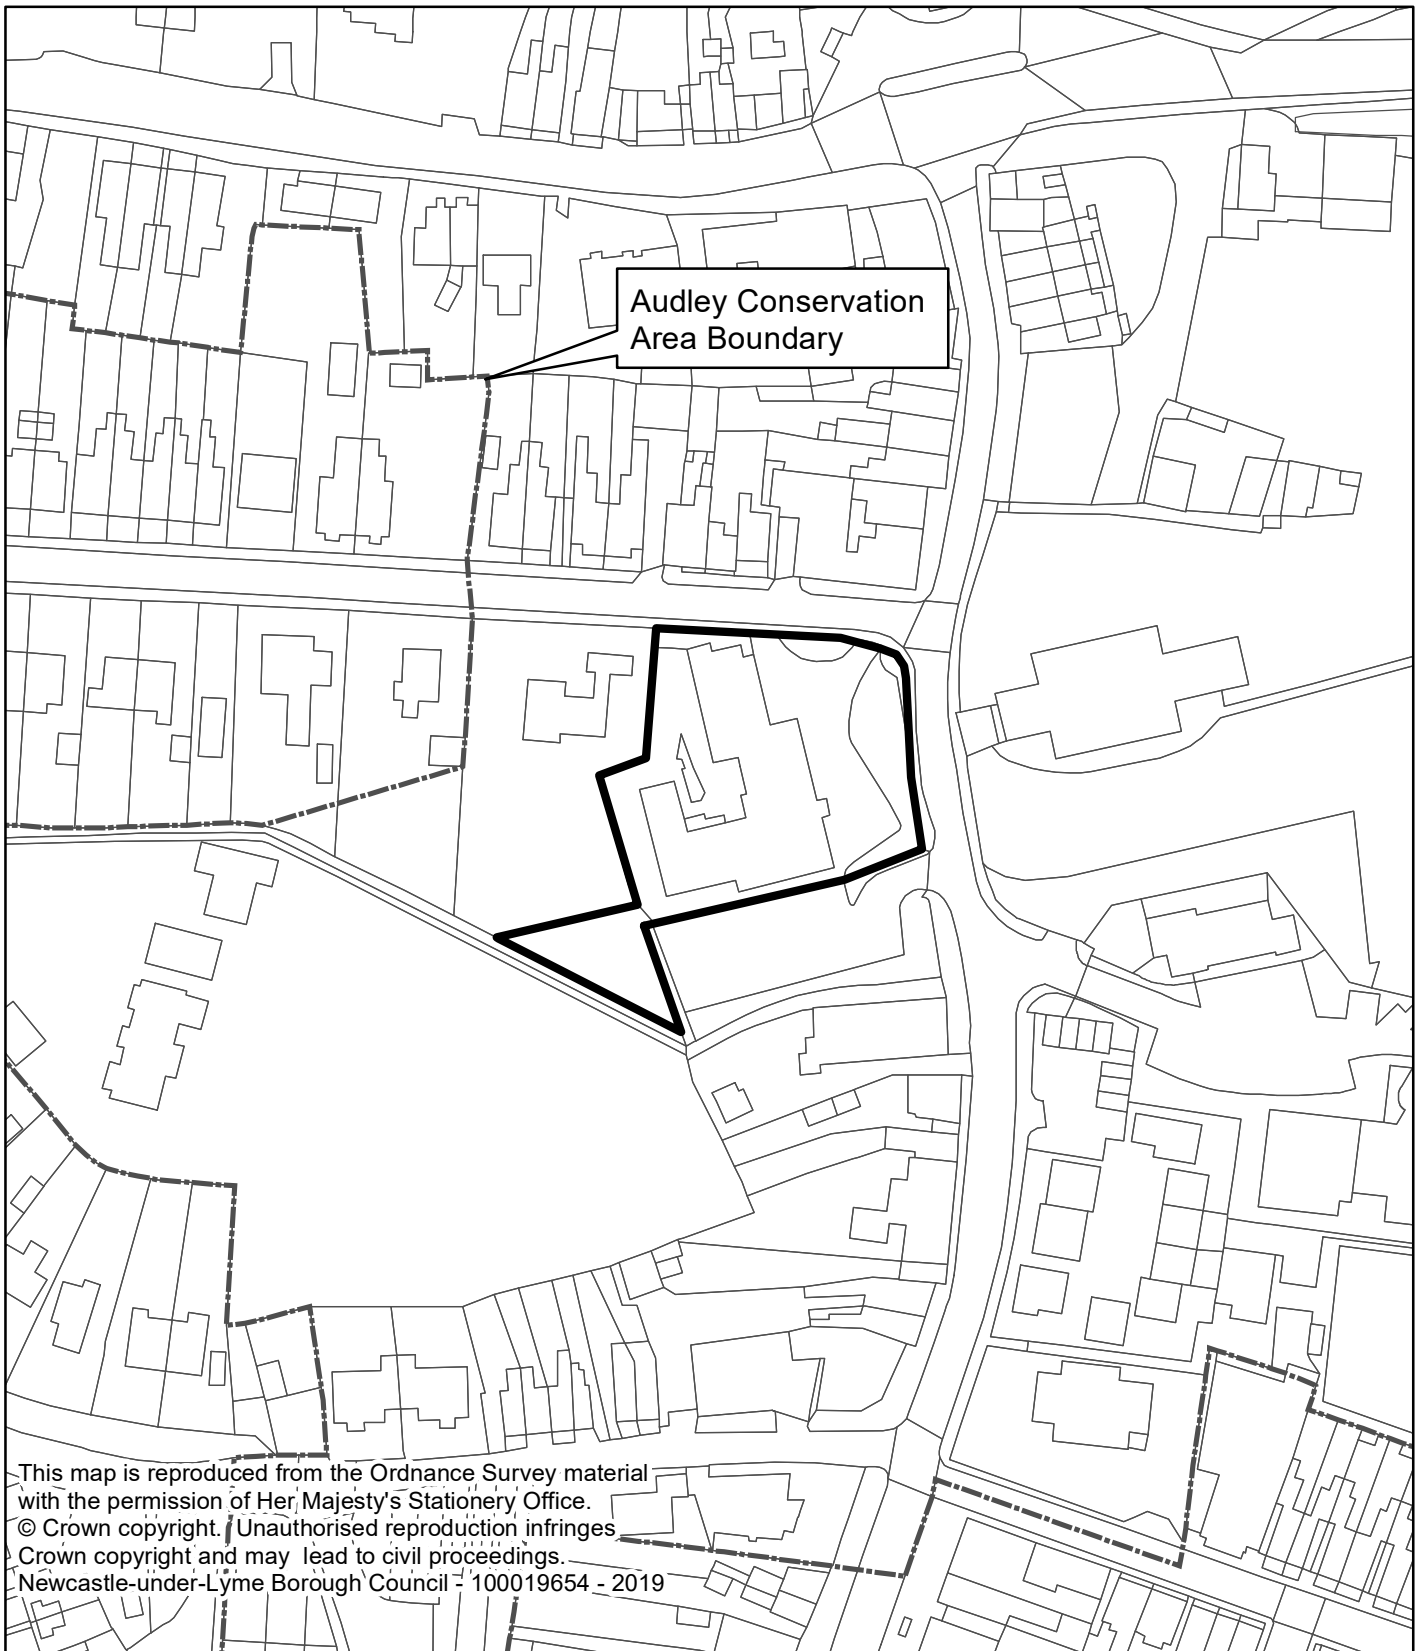 Audley Conservation
Area Boundary
This map is reproduced from the Ordnance Survey material
with the permission of Her Majesty's Stationery Office.
© Crown copyright. Unauthorised reproduction infringes
Crown copyright and may lead to civil proceedings.
Newcastle-under-Lyme Borough Council - 100019654 - 2019